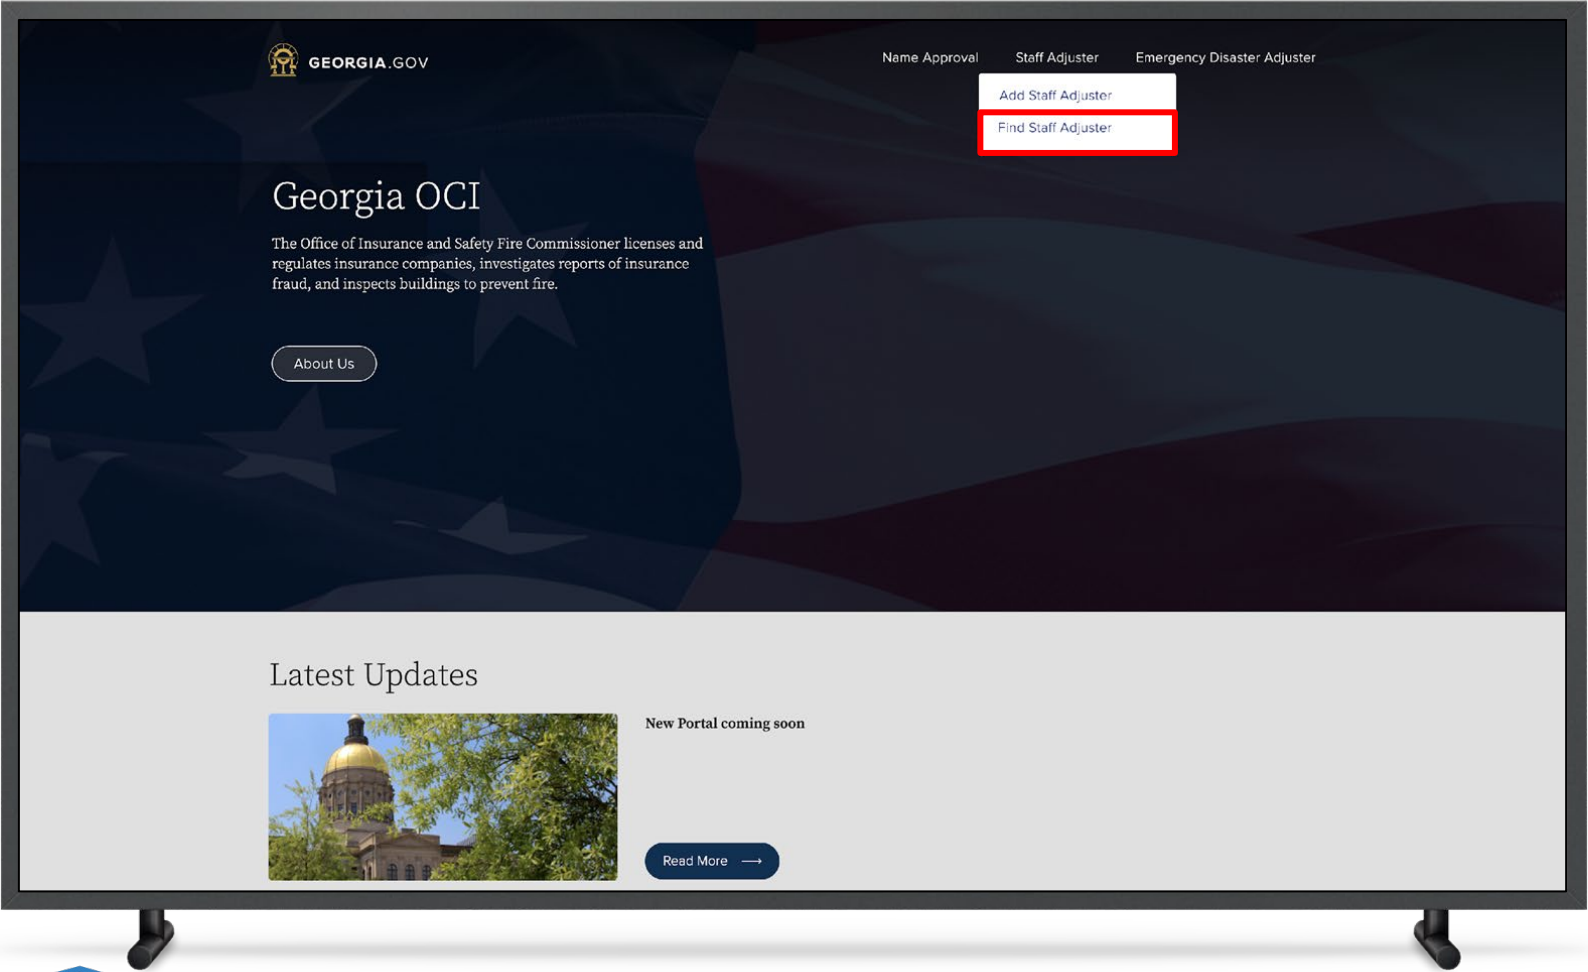 GEORGIA.GOV
Name Approval
Staff Adjuster
Emergency Disaster Adjuster
Add Staff Adjuster
Find Staff Adjuster
Georgia OCI
The Office of Insurance and Safety Fire Commissioner licenses and
regulates insurance companies, investigates reports of insurance
fraud, and inspects buildings to prevent fire.
About Us
Latest Updates
New Portal coming soon
Read More